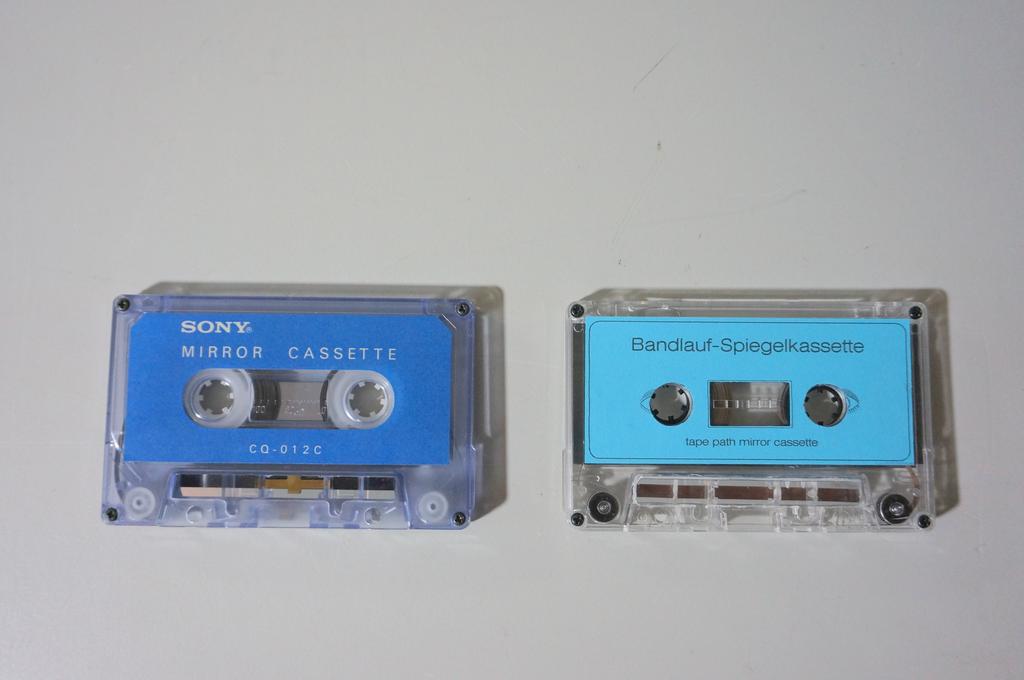 SONY®
MIRROR CASSETTE
CQ-012C
Bandlauf-Spiegelkassette
tape path mirror cassette